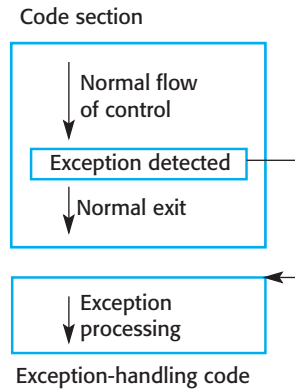 Code section
Normal flow
of control
Exception detected
Normal exit
Exception
processing
Exception-handling code